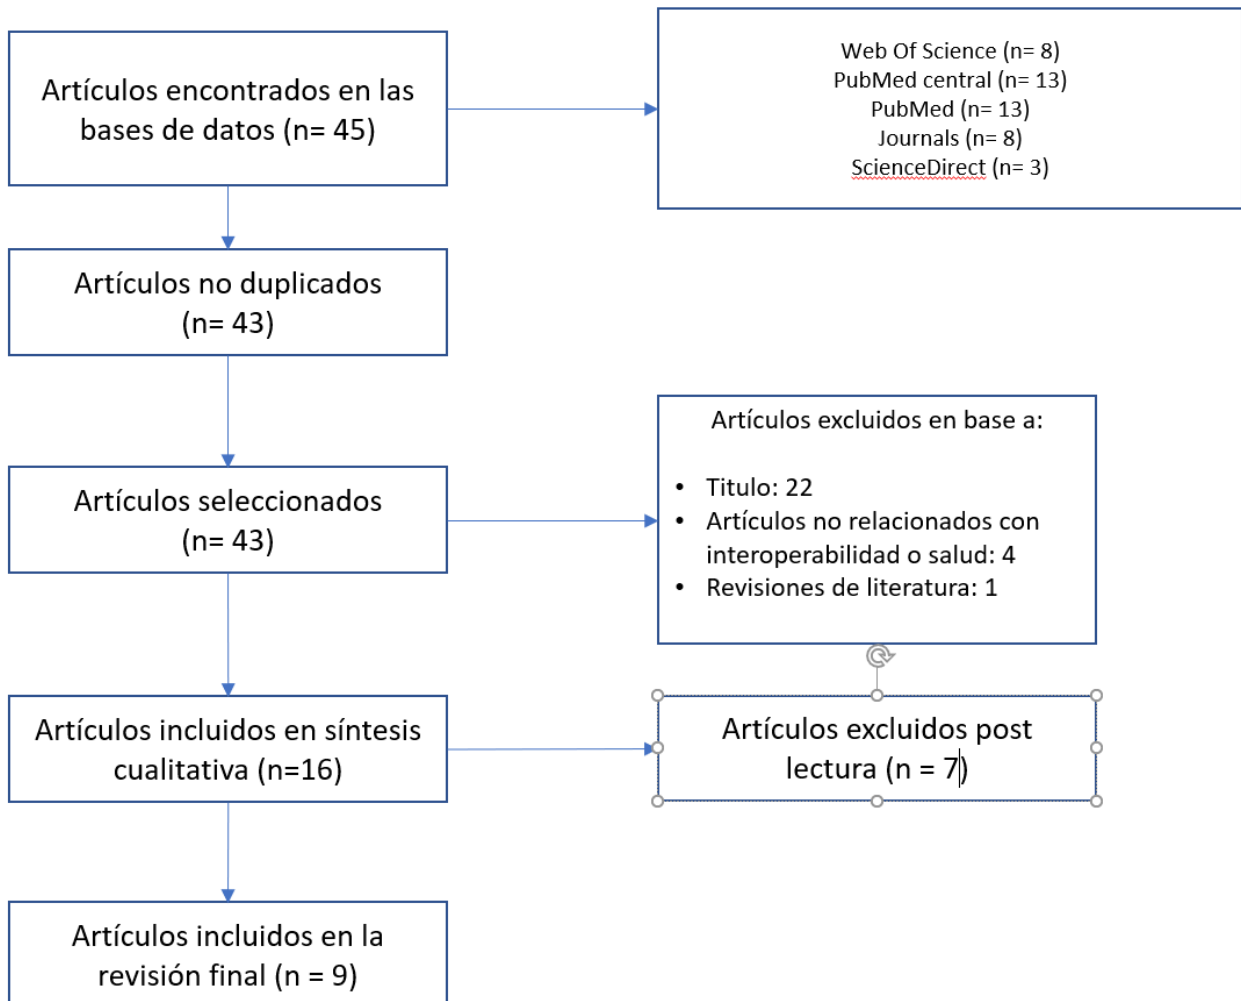 Artículos encontrados en las
bases de datos (n= 45)
Web Of Science (n= 8)
PubMed central (n= 13)
PubMed (n= 13)
Journals (n= 8)
ScienceDirect (n= 3)
Artículos no duplicados
(n= 43)
Artículos seleccionados
(n= 43)
Artículos excluidos en base a:
• Titulo: 22
• Artículos no relacionados con
interoperabilidad o salud: 4
• Revisiones de literatura: 1
Artículos incluidos en síntesis
cualitativa (n=16)
Artículos excluidos post
lectura (n = 7)
Artículos incluidos en la
revisión final (n = 9)